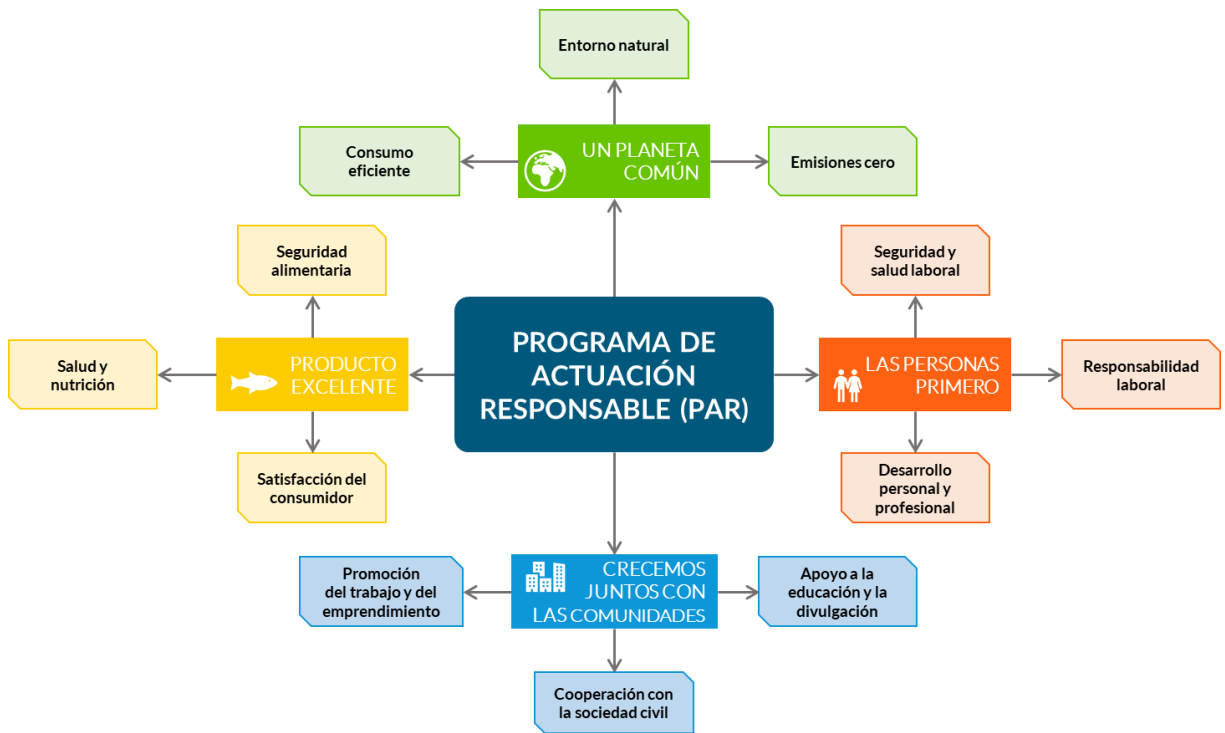 Entorno natural
UN PLANETA
COMÚN
Consumo
eficiente
Emisiones cero
Seguridad
alimentaria
Seguridad y
salud laboral
PROGRAMA DE
ACTUACIÓN
RESPONSABLE (PAR)
Salud y
nutrición
PRODUCTO
EXCELENTE
LAS PERSONAS
PRIMERO
Responsabilidad
laboral
Satisfacción del
consumidor
Desarrollo
personal y
profesional
Promoción
del trabajo y del
emprendimiento
CRECEMOS
JUNTOS CON
LAS COMUNIDADES
Apoyo a la
educación y la
divulgación
Cooperación con
la sociedad civil